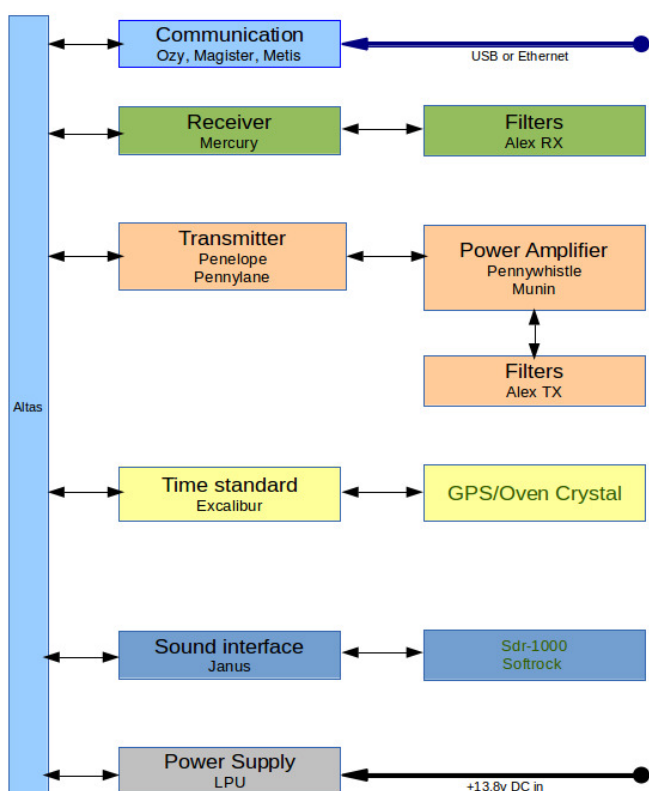 Communication
Ozy, Magister, Metis
USB or Ethernet
Receiver
Mercury
Filters
Alex RX
Transmitter
Penelope
Pennylane
Power Amplifier
Pennywhistle
Munin
Filters
Alex TX
Altas
Time standard
Excalibur
GPS/Oven Crystal
Sound interface
Janus
Sdr-1000
Softrock
Power Supply
LPU
+13.8v DC in